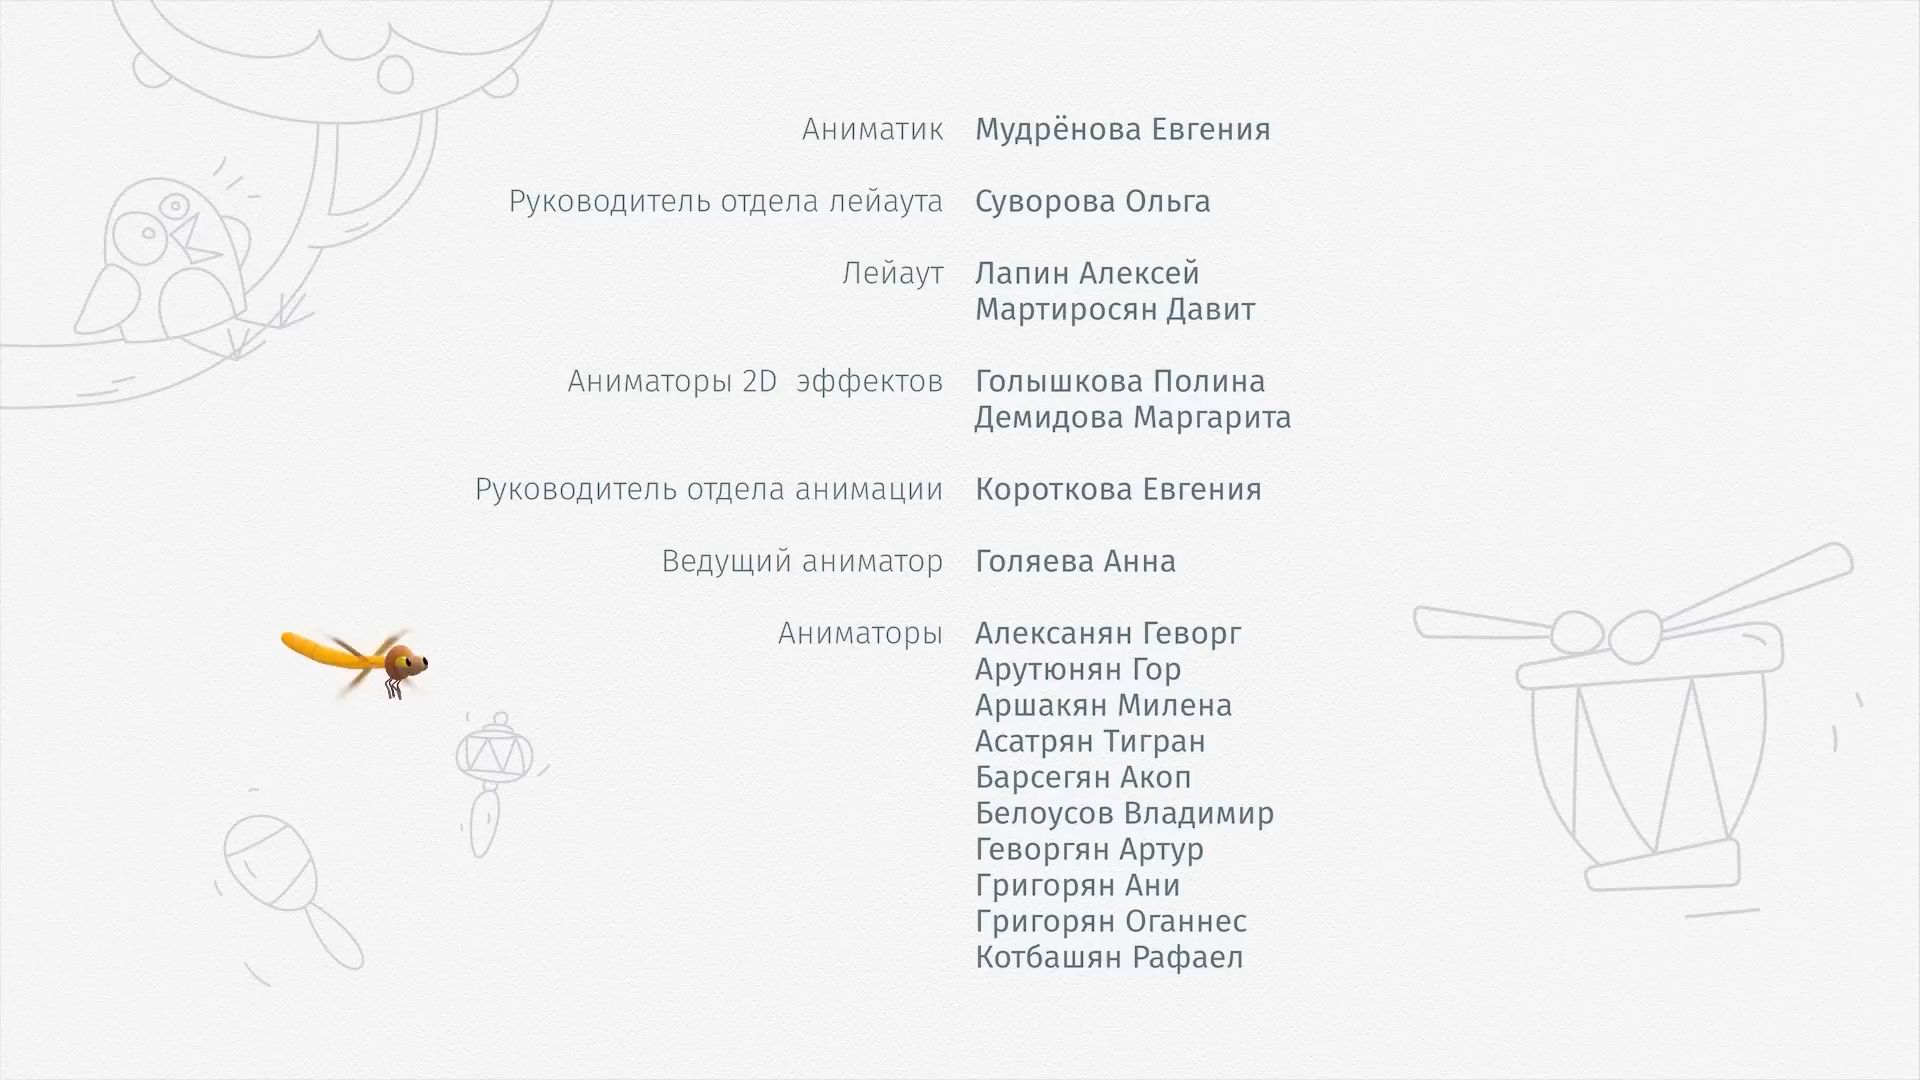 Аниматик Мудрёнова Евгения
Руководитель отдела лейаута Суворова Ольга
Лейаут Лапин Алексей
Мартиросян Давит
Аниматоры 2D эффектов Голышкова Полина
Демидова Маргарита
Руководитель отдела анимации Короткова Евгения
Ведущий аниматор Голяева Анна
Аниматоры Алексанян Геворг
Арутюнян Гор
Аршакян Милена
Асатрян Тигран
Барсегян Акоп
Белоусов Владимир
Геворгян Артур
Григорян Ани
Григорян Оганнес
Котбашян Рафаел